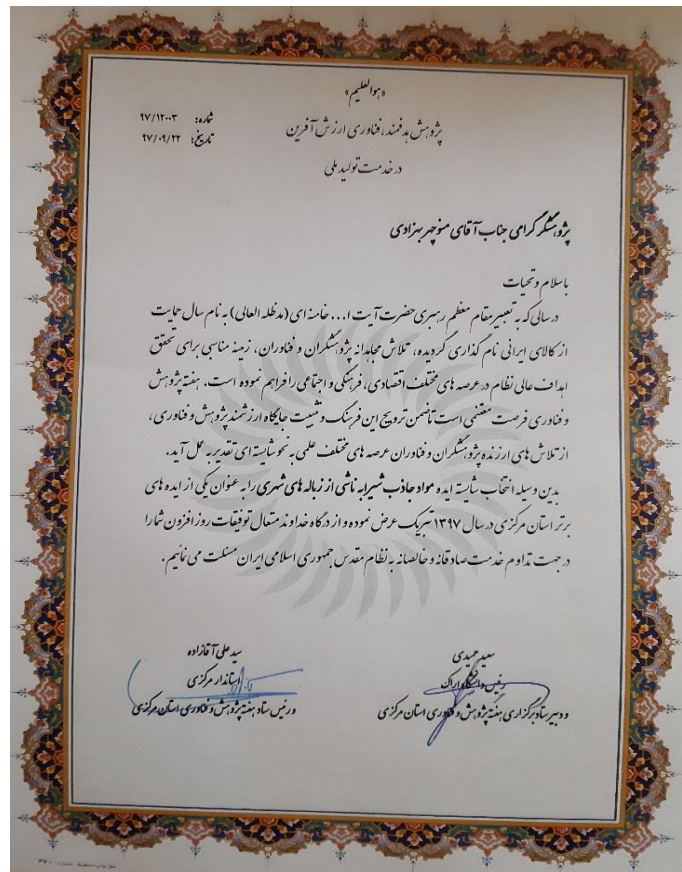 «هوالعلیم»
شماره: ۹۷/۱۲۰۰۳
پژوهش هدفمند، فناوری ارزش آفرین
تاریخ: ۹۷/۰۹/۲۲
در خدمت تولید ملی
پژوهشگر گرامی جناب آقای منوچهر بهزادی
با سلام و تحیات
در سالی که به تعبیر مقام معظم رهبری حضرت آیت ا... خامنه ای (مدظله العالی) به نام سال حمایت
از کالای ایرانی نام گذاری گردیده، تلاش مجاهدانه پژوهشگران و فناوران، زمینه مناسبی برای تحقق
اهداف عالی نظام در عرصه های مختلف اقتصادی، فرهنگی و اجتماعی را فراهم نموده است. هفته پژوهش
و فناوری فرصت مغتنمی است تا ضمن ترویج این فرهنگ و تثبیت جایگاه ارزشمند پژوهش و فناوری،
از تلاش های ارزنده پژوهشگران و فناوران عرصه های مختلف علمی به نحو شایسته ای تقدیر به عمل آید.
بدین وسیله انتخاب شایسته ایده مواد جاذب شیرابه ناشی از زباله های شهری را به عنوان یکی از ایده های
برتر استان مرکزی در سال ۱۳۹۷ تبریک عرض نموده و از درگاه خداوند متعال توفیقات روز افزون شما را
در جهت تداوم خدمت صادقانه و خالصانه به نظام مقدس جمهوری اسلامی ایران مسئلت می نمائیم.
سعید حمیدی
رئیس دانشگاه اراک
و دبیر ستاد برگزاری هفته پژوهش و فناوری استان مرکزی
سید علی آقازاده
استاندار مرکزی
و رئیس ستاد هفته پژوهش و فناوری استان مرکزی